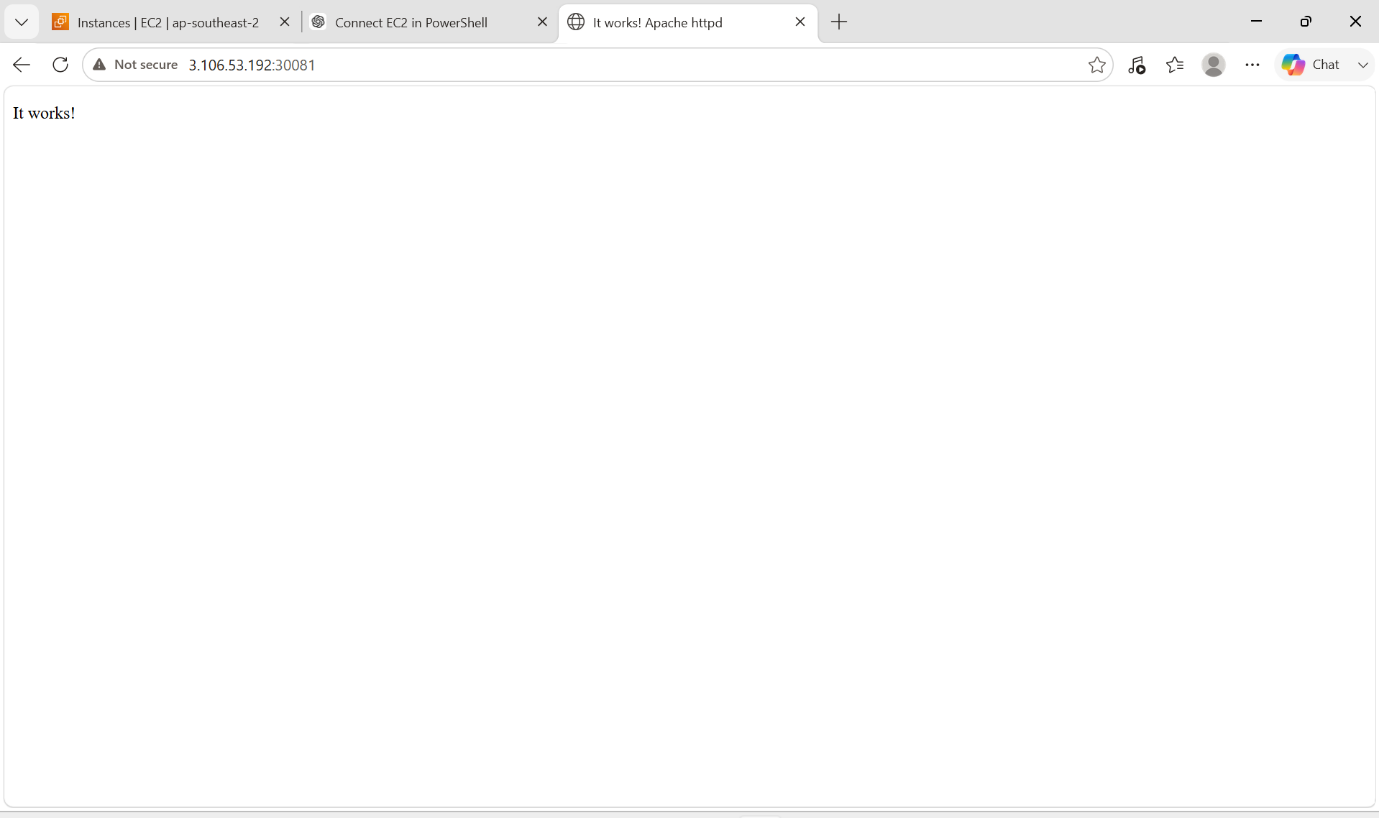 Instances | EC2 | ap-southeast-2
Connect EC2 in PowerShell
It works! Apache httpd
Not secure 3.106.53.192:30081
Chat
It works!